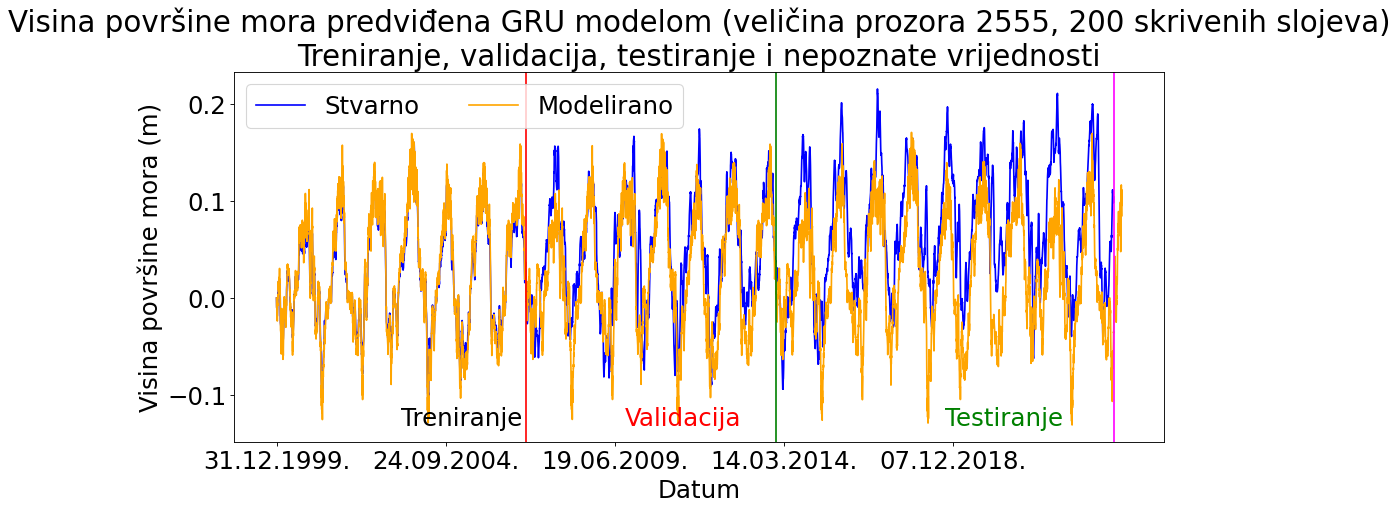 Visina površine mora predviđena GRU modelom (veličina prozora 2555, 200 skrivenih slojeva)
Treniranje, validacija, testiranje i nepoznate vrijednosti
Stvarno
Modelirano
Visina površine mora (m)
0.2
0.1
0.0
−0.1
Treniranje
Validacija
Testiranje
31.12.1999.
24.09.2004.
19.06.2009.
14.03.2014.
07.12.2018.
Datum